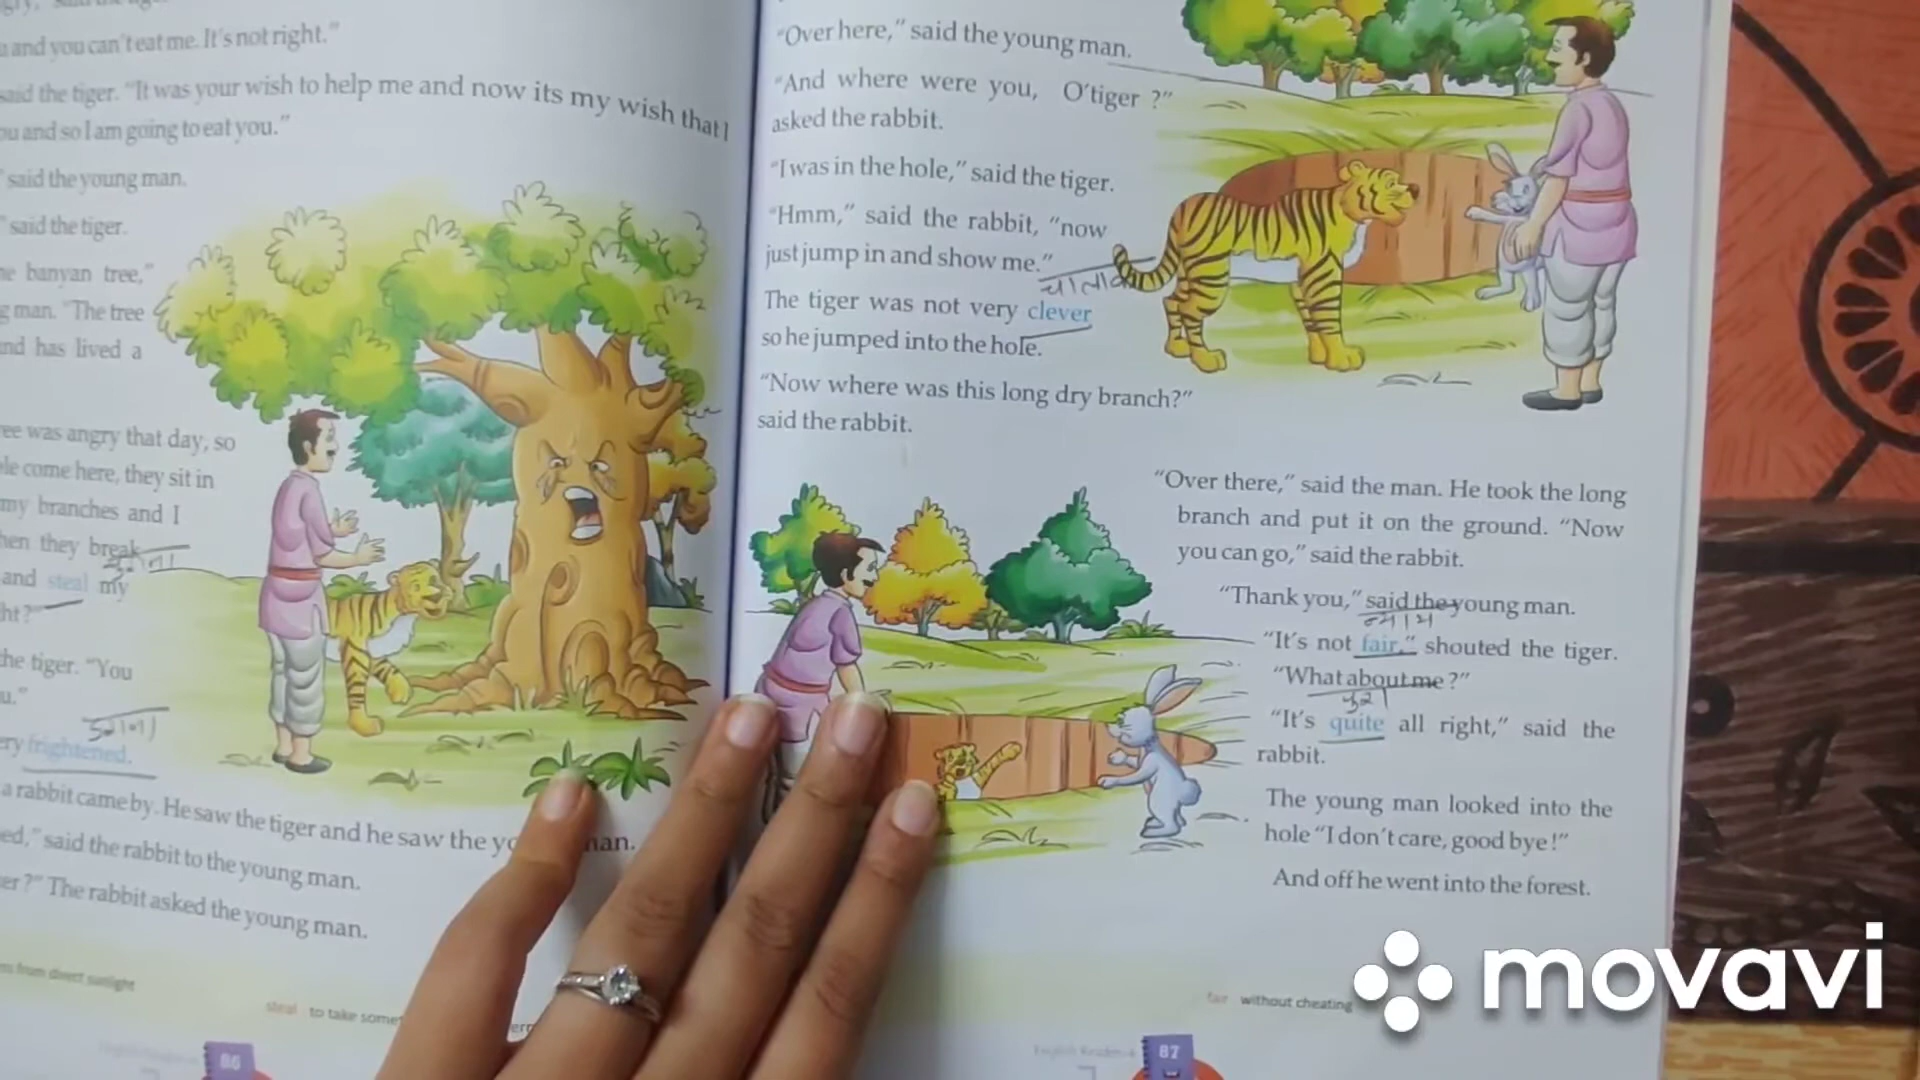 and you can't eat me. It's not right."
said the tiger. "It was your wish to help me and now its my wish that I
and so I am going to eat you."
" said the young man.
" said the tiger.
banyan tree,"
man. "The tree
and has lived a
tree was angry that day, so
come here, they sit in
my branches and I
then they break
and steal my
?"
the tiger. "You
डराना
frightened.
a rabbit came by. He saw the tiger and he saw the man.
," said the rabbit to the young man.
?" The rabbit asked the young man.
from direct sunlight
steal to take
86
"Over here," said the young man.
"And where were you, O'tiger ?"
asked the rabbit.
"I was in the hole," said the tiger.
"Hmm," said the rabbit, "now
just jump in and show me."
The tiger was not very clever
so he jumped into the hole.
"Now where was this long dry branch?"
said the rabbit.
"Over there," said the man. He took the long
branch and put it on the ground. "Now
you can go," said the rabbit.
"Thank you," said the young man.
न्याय
"It's not fair," shouted the tiger.
"What about me ?"
"It's quite all right," said the
rabbit.
The young man looked into the
hole "I don't care, good bye!"
And off he went into the forest.
fair without cheating
English Reader-4
87
movavi